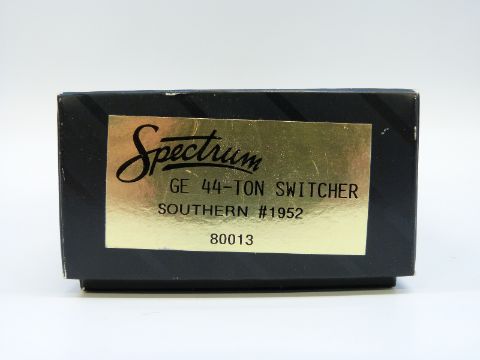 Spectrum
GE 44-TON SWITCHER
SOUTHERN #1952
80013